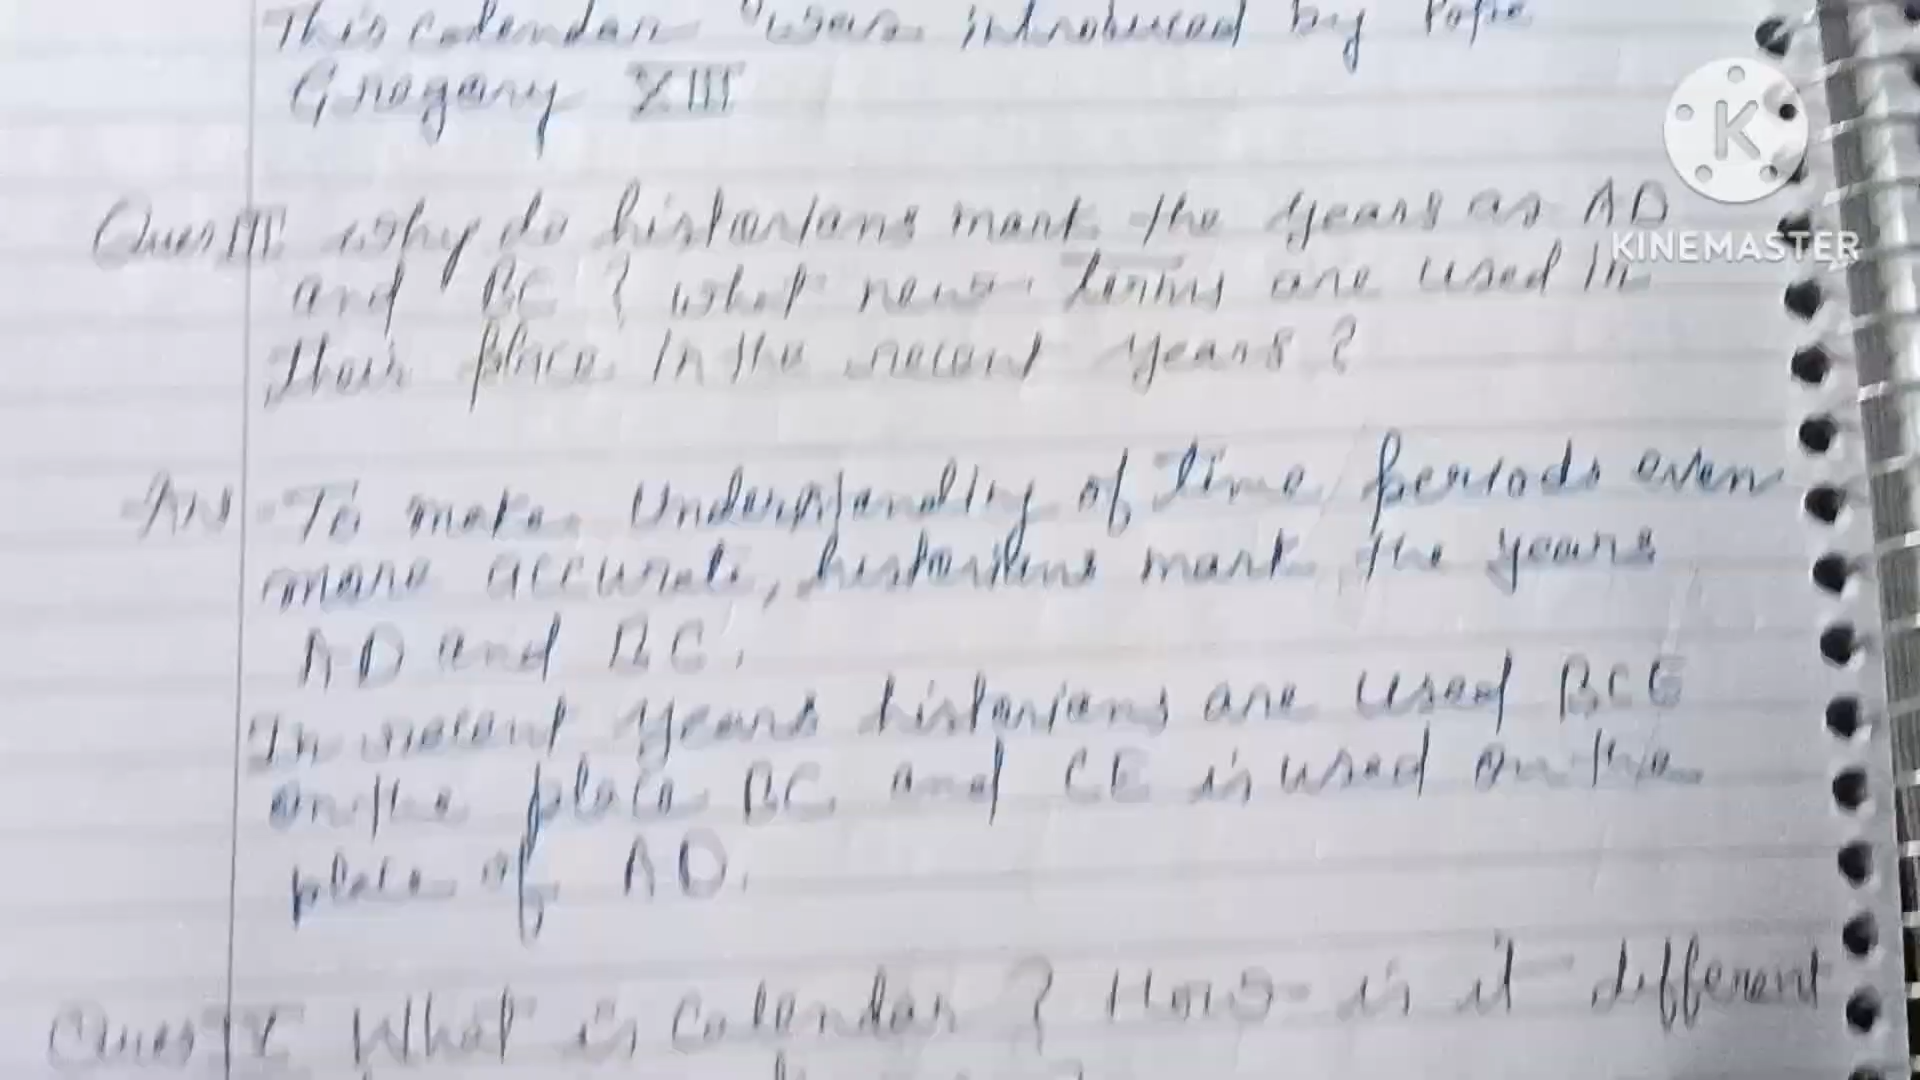 This calendar was introduced by Pope
Gregary XIII
Ques III why do historians mark the years as AD
and BC ? what new terms are used in
their place in the recent years ?
Ans - To make understanding of time periods even
more accurate, historians mark the years
AD and BC.
In recent years historians are used BCE
on the place BC and CE is used on the
place of AD.
Ques IV What is calendar ? How is it different
KINEMASTER